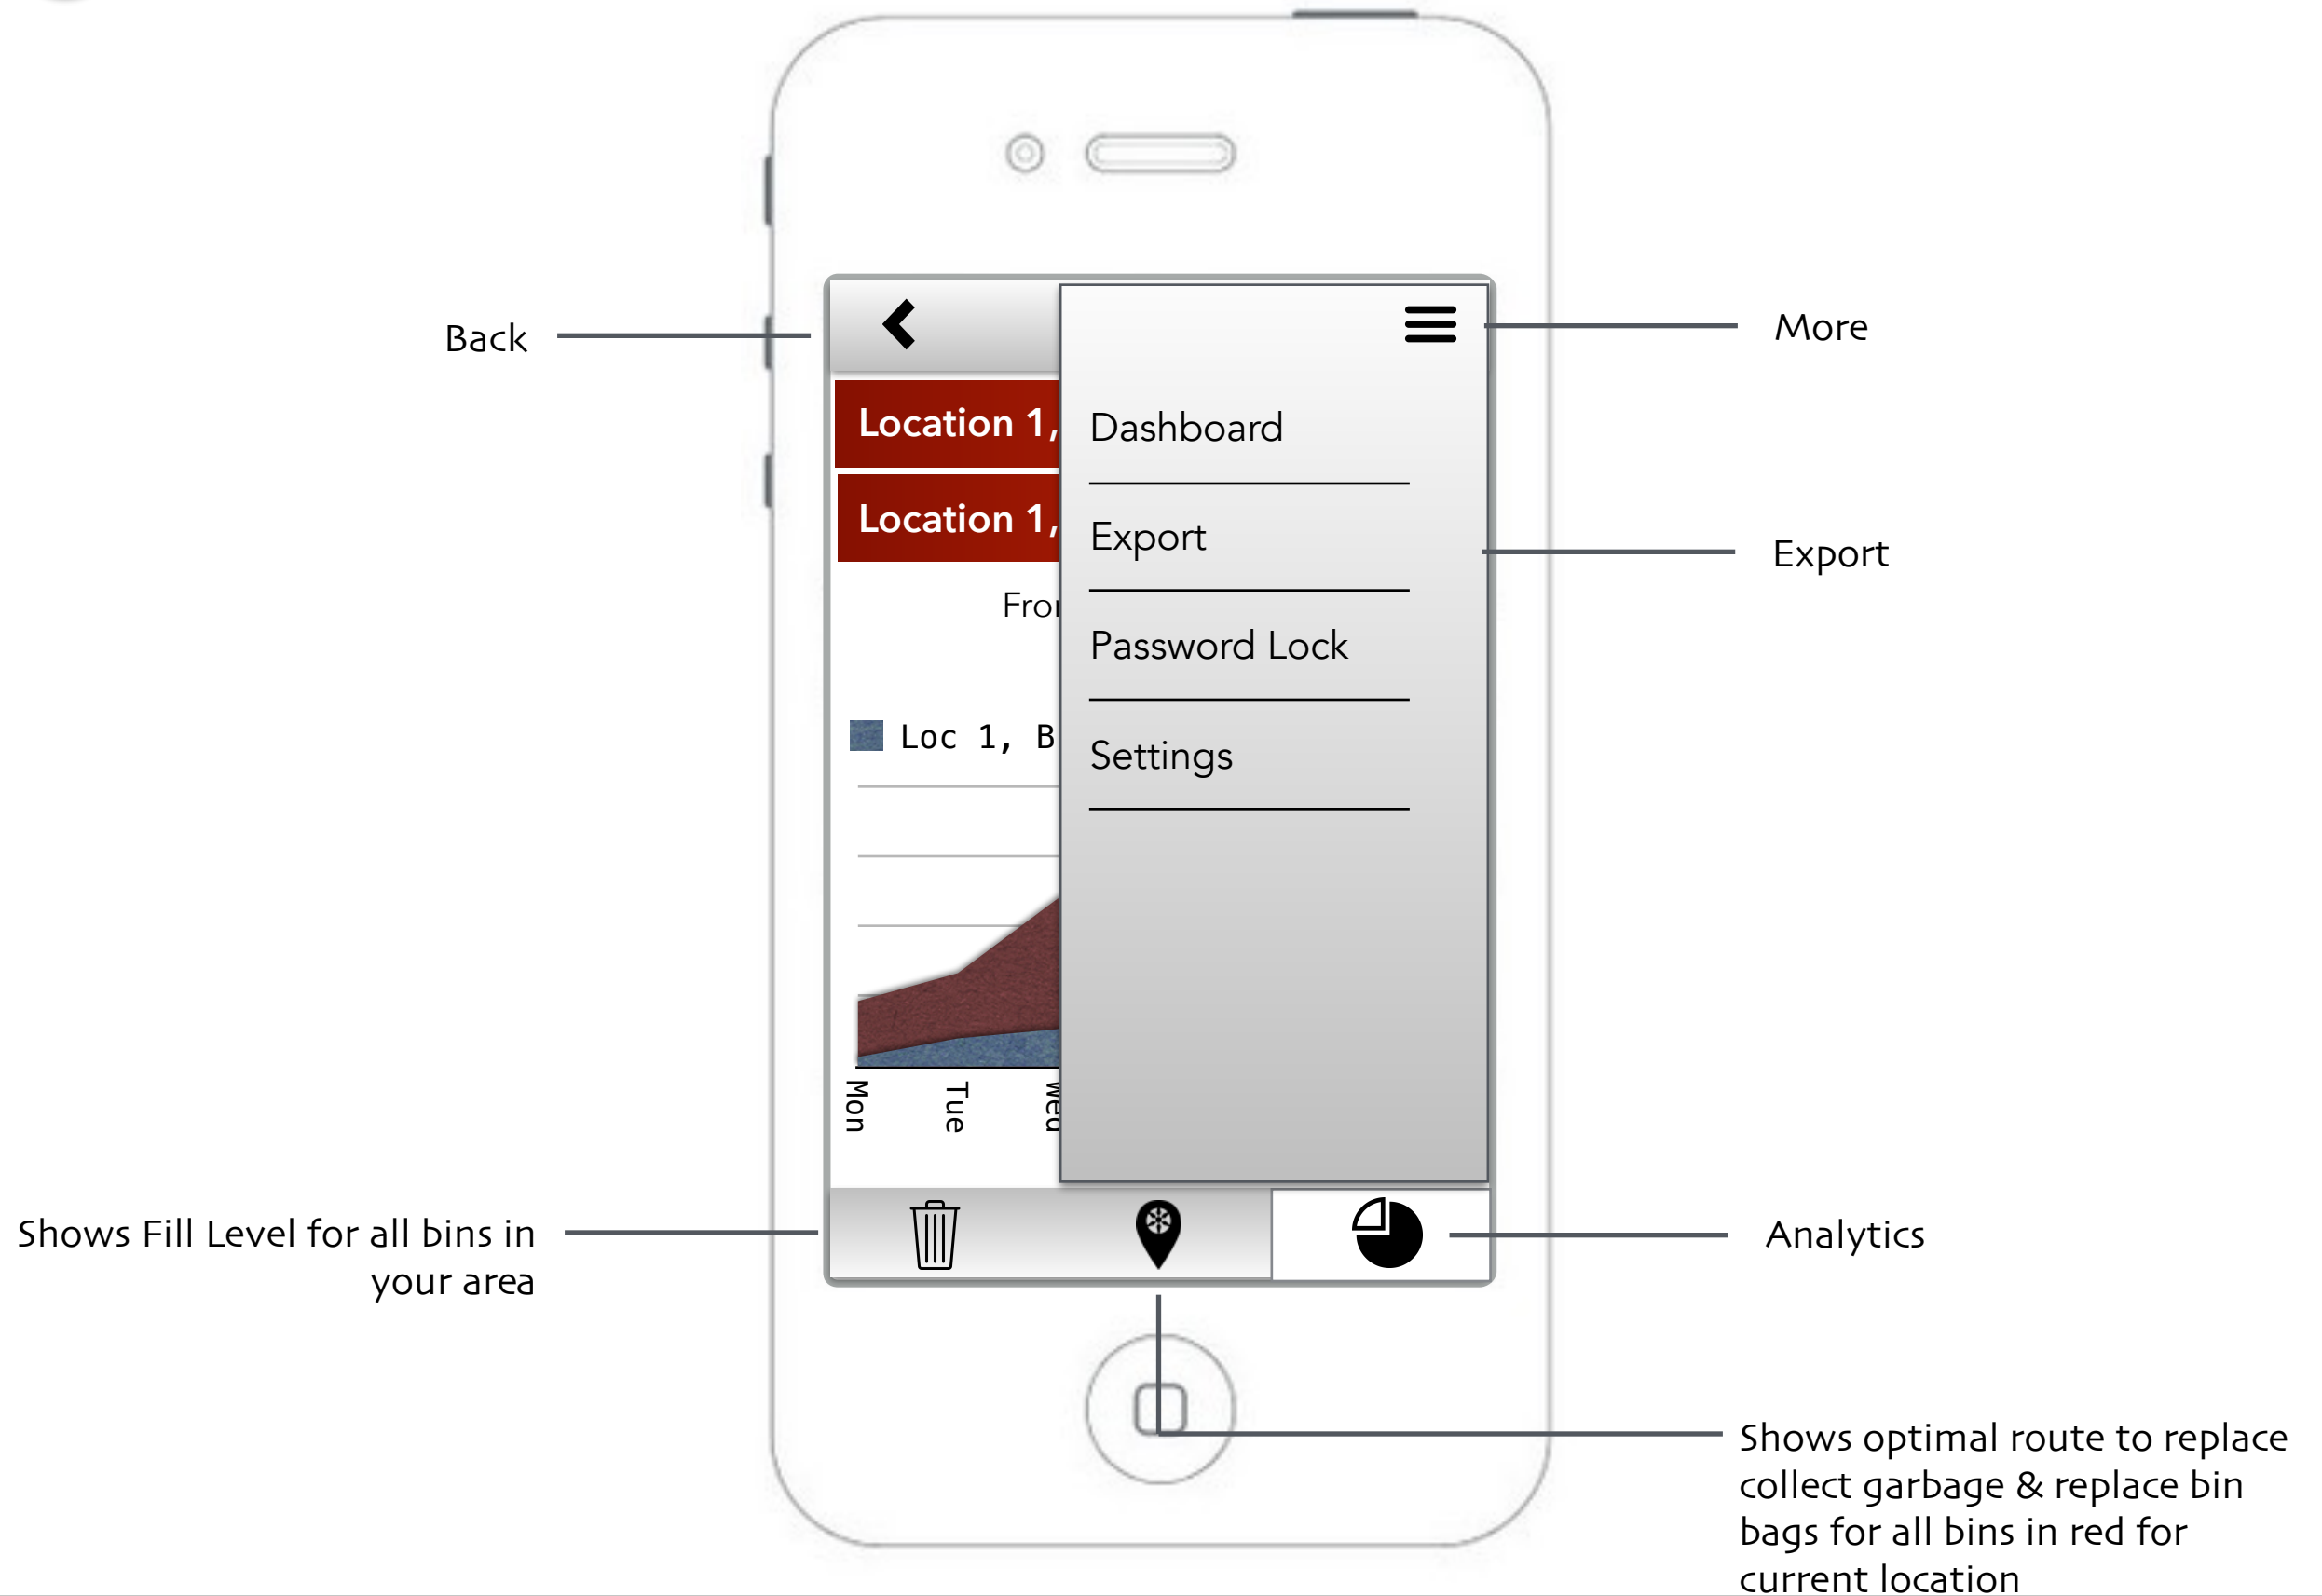 Back
More
Location 1,
Dashboard
Location 1,
Export
Export
Password Lock
Loc 1,
Settings
Mon
Tue
Wed
Shows Fill Level for all bins in
your area
Analytics
Shows optimal route to replace
collect garbage & replace bin
bags for all bins in red for
current location